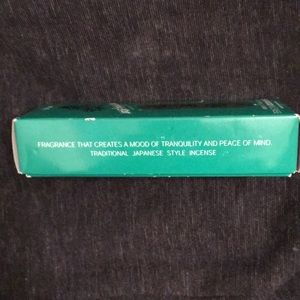 FRAGRANCE THAT CREATES A MOOD OF TRANQUILITY AND PEACE OF MIND.
TRADITIONAL JAPANESE STYLE INCENSE